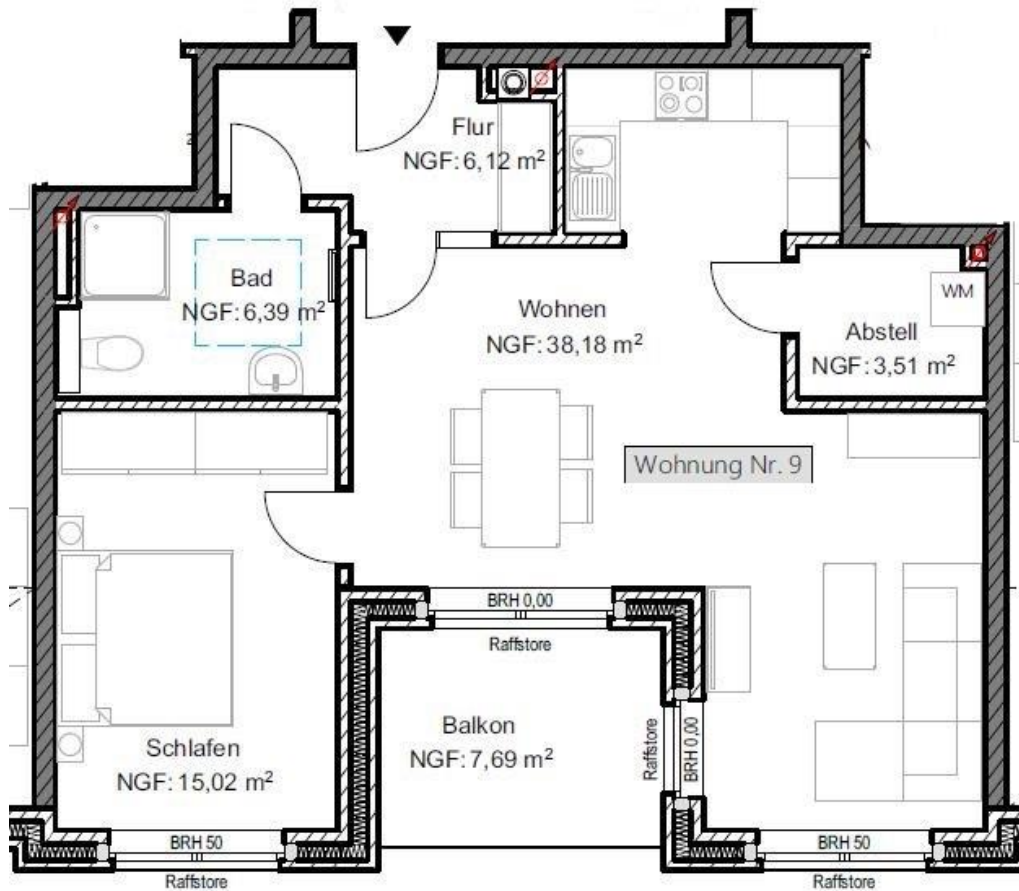 Flur
NGF: 6,12 m²
Bad
NGF: 6,39 m²
Wohnen
NGF: 38,18 m²
WM
Abstell
NGF: 3,51 m²
Wohnung Nr. 9
BRH 0,00
Raffstore
Balkon
NGF: 7,69 m²
Raffstore
BRH 0,00
Schlafen
NGF: 15,02 m²
BRH 50
Raffstore
BRH 50
Raffstore